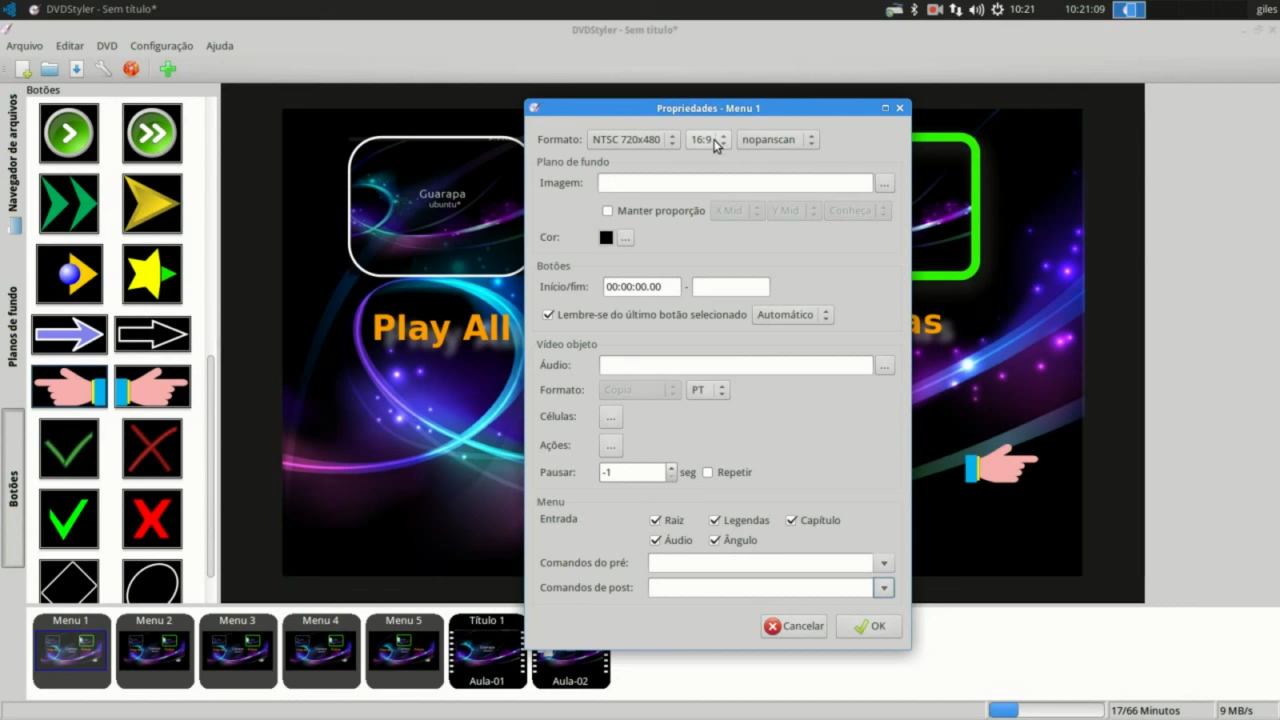 DVDStyler - Sem título*
10:21
10:21:09
giles
DVDStyler - Sem título*
Arquivo Editar DVD Configuração Ajuda
Navegador de arquivos
Planos de fundo
Botões
Botões
Guarapa
ubuntu*
Play All
as
Propriedades - Menu 1
Formato: NTSC 720x480 16:9 nopanscan
Plano de fundo
Imagem: ...
Manter proporção X Mid Y Mid Conheça
Cor: ...
Botões
Início/fim: 00:00:00.00 -
Lembre-se do último botão selecionado Automático
Vídeo objeto
Áudio: ...
Formato: Copia PT
Células: ...
Ações: ...
Pausar: -1 seg Repetir
Menu
Entrada Raiz Legendas Capítulo
Áudio Ângulo
Comandos do pré:
Comandos de post:
Cancelar OK
Menu 1 Menu 2 Menu 3 Menu 4 Menu 5 Título 1
Aula-01 Aula-02
17/66 Minutos 9 MB/s